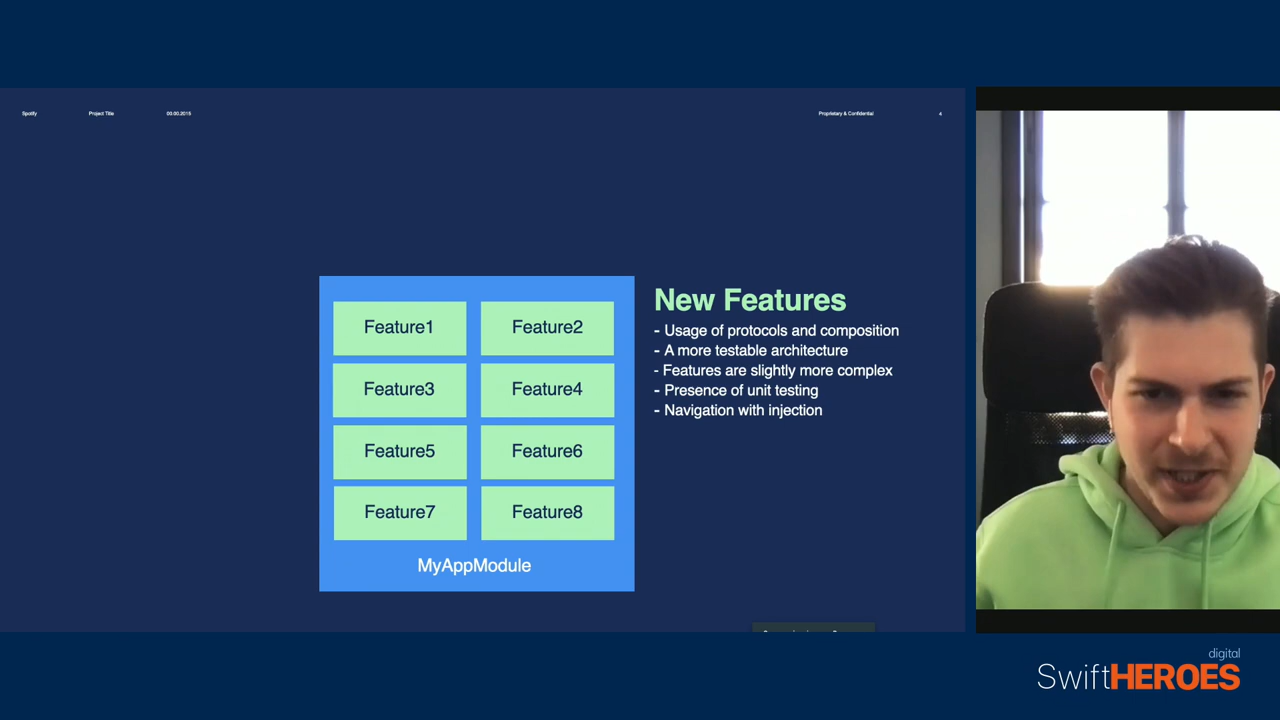 Spotify
Project Title
00.00.2015
Proprietary & Confidential
4
Feature1
Feature2
Feature3
Feature4
Feature5
Feature6
Feature7
Feature8
MyAppModule
New Features
- Usage of protocols and composition
- A more testable architecture
- Features are slightly more complex
- Presence of unit testing
- Navigation with injection
digital
SwiftHEROES